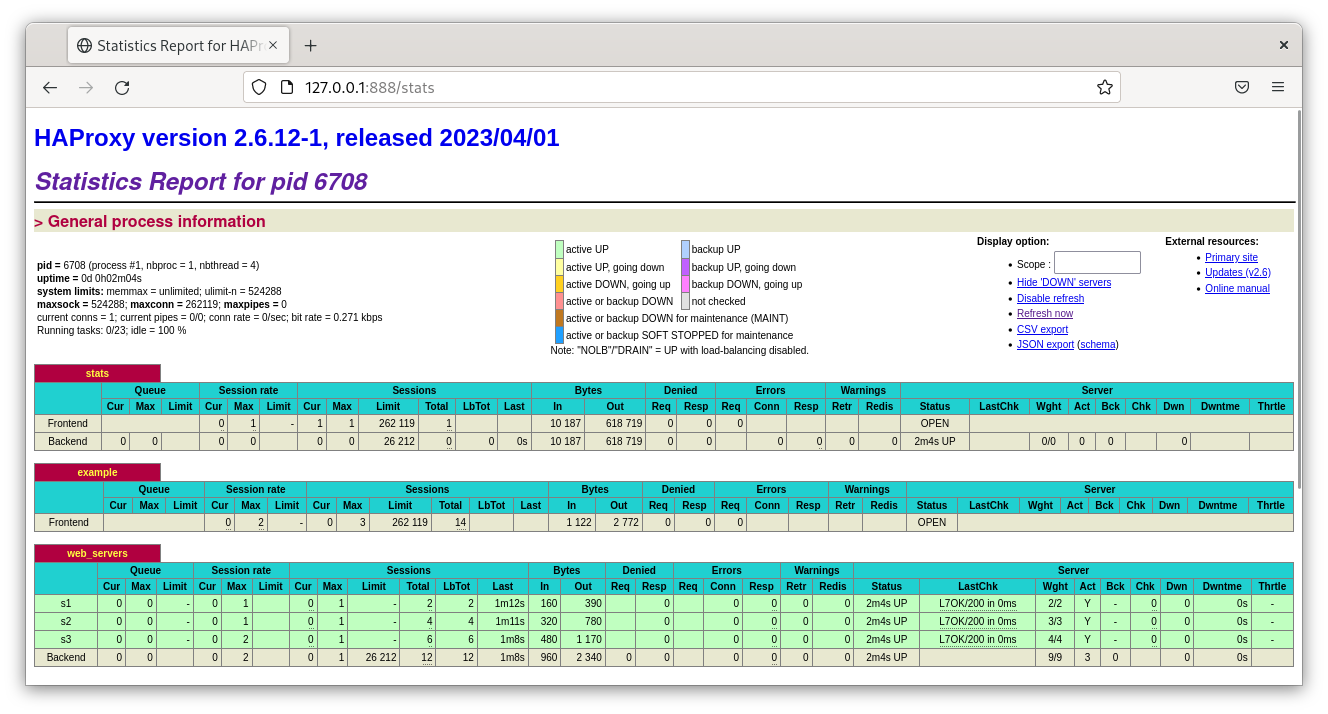 Statistics Report for HAPr
127.0.0.1:888/stats
HAProxy version 2.6.12-1, released 2023/04/01
Statistics Report for pid 6708
> General process information
pid = 6708 (process #1, nbproc = 1, nbthread = 4)
uptime = 0d 0h02m04s
system limits: memmax = unlimited; ulimit-n = 524288
maxsock = 524288; maxconn = 262119; maxpipes = 0
current conns = 1; current pipes = 0/0; conn rate = 0/sec; bit rate = 0.271 kbps
Running tasks: 0/23; idle = 100 %
active UP backup UP
active UP, going down backup UP, going down
active DOWN, going up backup DOWN, going up
active or backup DOWN not checked
active or backup DOWN for maintenance (MAINT)
active or backup SOFT STOPPED for maintenance
Note: "NOLB"/"DRAIN" = UP with load-balancing disabled.
Display option:
• Scope :
• Hide 'DOWN' servers
• Disable refresh
• Refresh now
• CSV export
• JSON export (schema)
External resources:
• Primary site
• Updates (v2.6)
• Online manual
stats
Queue Session rate Sessions Bytes Denied Errors Warnings Server
Cur Max Limit Cur Max Limit Cur Max Limit Total LbTot Last In Out Req Resp Req Conn Resp Retr Redis Status LastChk Wght Act Bck Chk Dwn Dwntme Thrtle
Frontend 0 1 - 1 1 262 119 1 10 187 618 719 0 0 0 OPEN
Backend 0 0 0 0 0 0 26 212 0 0 0s 10 187 618 719 0 0 0 0 0 0 2m4s UP 0/0 0 0 0
example
Queue Session rate Sessions Bytes Denied Errors Warnings Server
Cur Max Limit Cur Max Limit Cur Max Limit Total LbTot Last In Out Req Resp Req Conn Resp Retr Redis Status LastChk Wght Act Bck Chk Dwn Dwntme Thrtle
Frontend 0 2 - 0 3 262 119 14 1 122 2 772 0 0 0 OPEN
web_servers
Queue Session rate Sessions Bytes Denied Errors Warnings Server
Cur Max Limit Cur Max Limit Cur Max Limit Total LbTot Last In Out Req Resp Req Conn Resp Retr Redis Status LastChk Wght Act Bck Chk Dwn Dwntme Thrtle
s1 0 0 - 0 1 0 1 - 2 2 1m12s 160 390 0 0 0 0 0 2m4s UP L7OK/200 in 0ms 2/2 Y - 0 0 0s -
s2 0 0 - 0 1 0 1 - 4 4 1m11s 320 780 0 0 0 0 0 2m4s UP L7OK/200 in 0ms 3/3 Y - 0 0 0s -
s3 0 0 - 0 2 0 1 - 6 6 1m8s 480 1 170 0 0 0 0 0 2m4s UP L7OK/200 in 0ms 4/4 Y - 0 0 0s -
Backend 0 0 0 2 0 1 26 212 12 12 1m8s 960 2 340 0 0 0 0 0 0 2m4s UP 9/9 3 0 0 0s